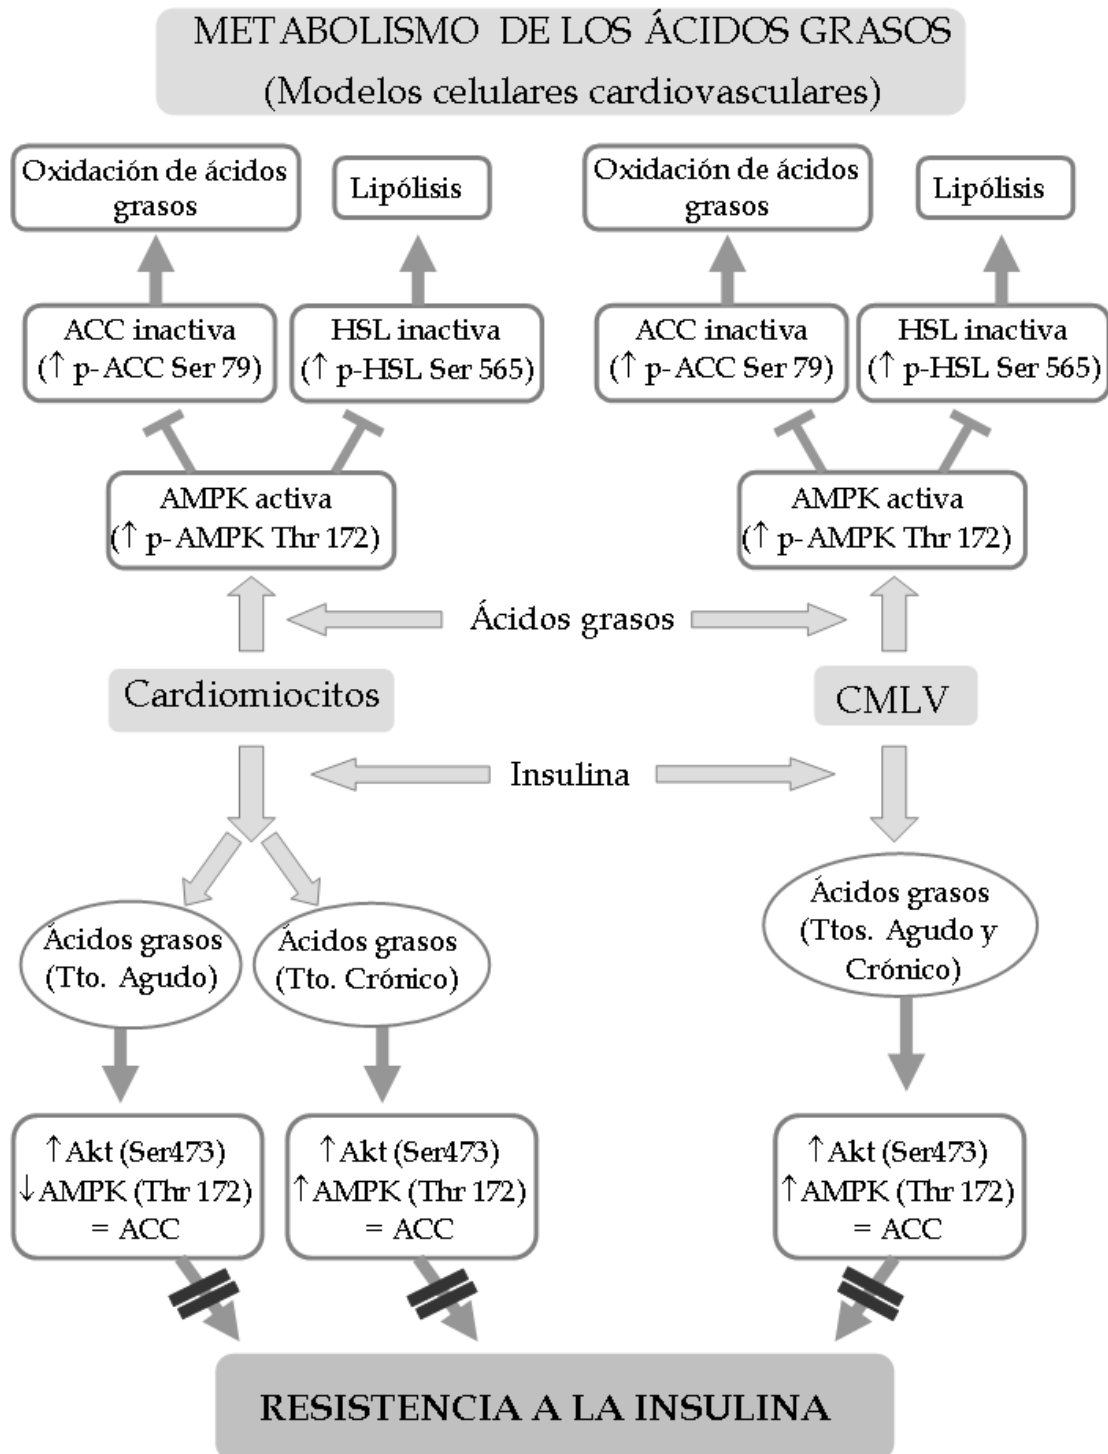 METABOLISMO DE LOS ÁCIDOS GRASOS
(Modelos celulares cardiovasculares)
Oxidación de ácidos
grasos
Lipólisis
Oxidación de ácidos
grasos
Lipólisis
ACC inactiva
(↑ p-ACC Ser 79)
HSL inactiva
(↑ p-HSL Ser 565)
ACC inactiva
(↑ p-ACC Ser 79)
HSL inactiva
(↑ p-HSL Ser 565)
AMPK activa
(↑ p-AMPK Thr 172)
AMPK activa
(↑ p-AMPK Thr 172)
Ácidos grasos
Cardiomiocitos
CMLV
Insulina
Ácidos grasos
(Tto. Agudo)
Ácidos grasos
(Tto. Crónico)
Ácidos grasos
(Ttos. Agudo y
Crónico)
↑Akt (Ser473)
↓AMPK (Thr 172)
= ACC
↑Akt (Ser473)
↑AMPK (Thr 172)
= ACC
↑Akt (Ser473)
↑AMPK (Thr 172)
= ACC
RESISTENCIA A LA INSULINA